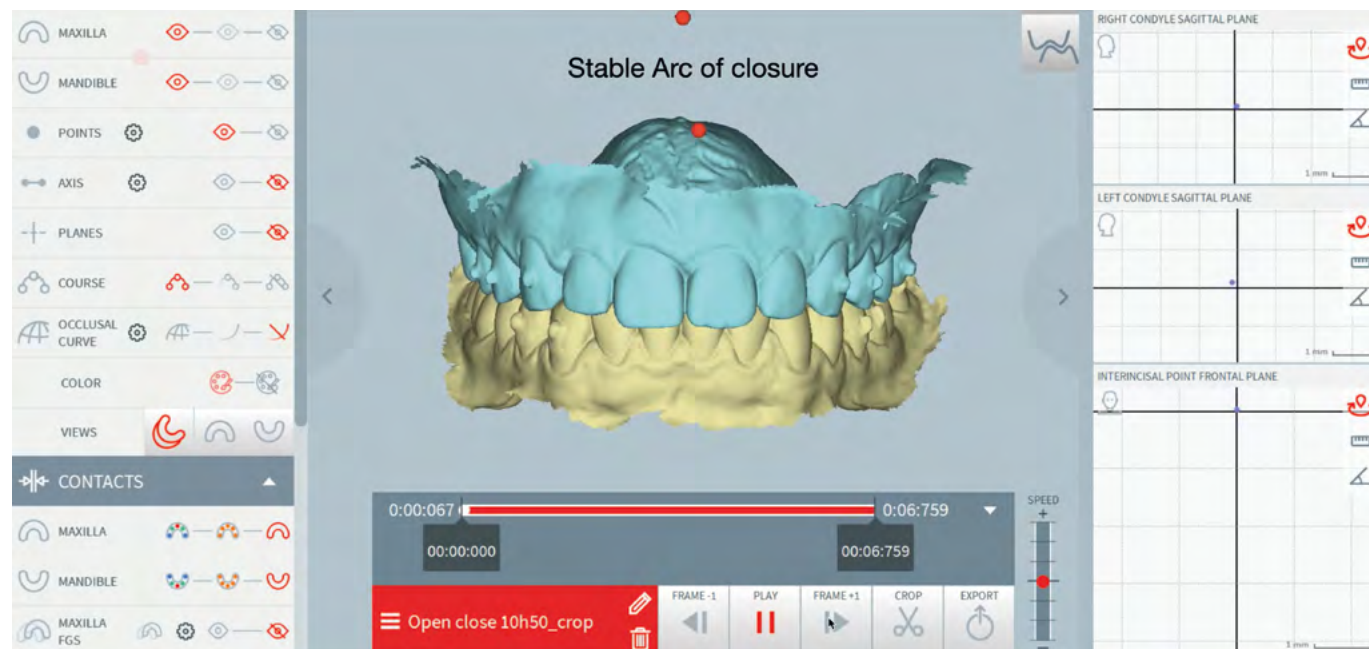 MAXILLA
MANDIBLE
POINTS
AXIS
PLANES
COURSE
OCCLUSAL
CURVE
COLOR
VIEWS
CONTACTS
MAXILLA
MANDIBLE
MAXILLA
FGS
Stable Arc of closure
0:00:067
0:06:759
00:00:000
00:06:759
Open close 10h50_crop
FRAME -1
PLAY
FRAME +1
CROP
EXPORT
SPEED
+
RIGHT CONDYLE SAGITTAL PLANE
1 mm
LEFT CONDYLE SAGITTAL PLANE
1 mm
INTERINCISAL POINT FRONTAL PLANE
1 mm